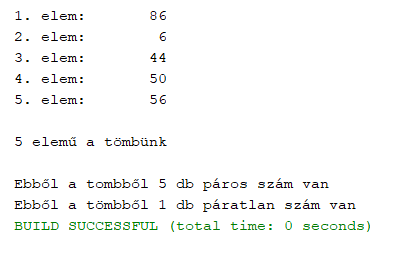 1. elem: 86
2. elem: 6
3. elem: 44
4. elem: 50
5. elem: 56
5 elemű a tömbünk
Ebből a tombből 5 db páros szám van
Ebből a tombből 1 db páratlan szám van
BUILD SUCCESSFUL (total time: 0 seconds)